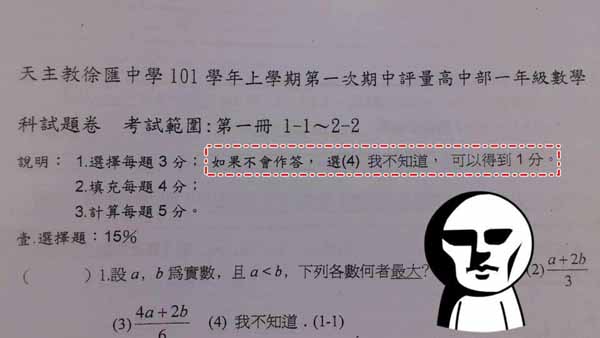 天主教徐匯中學101學年上學期第一次期中評量高中部一年級數學
科試題卷　考試範圍:第一冊 1-1～2-2
說明： 1.選擇每題 3 分； 如果不會作答， 選(4) 我不知道， 可以得到 1 分。
2.填充每題 4 分；
3.計算每題 5 分。
壹.選擇題：15%
(　　) 1.設 a，b 為實數，且 a<b，下列各數何者最大? (2) (a+2b)/3
(3) (4a+2b)/6 (4) 我不知道．(1-1)